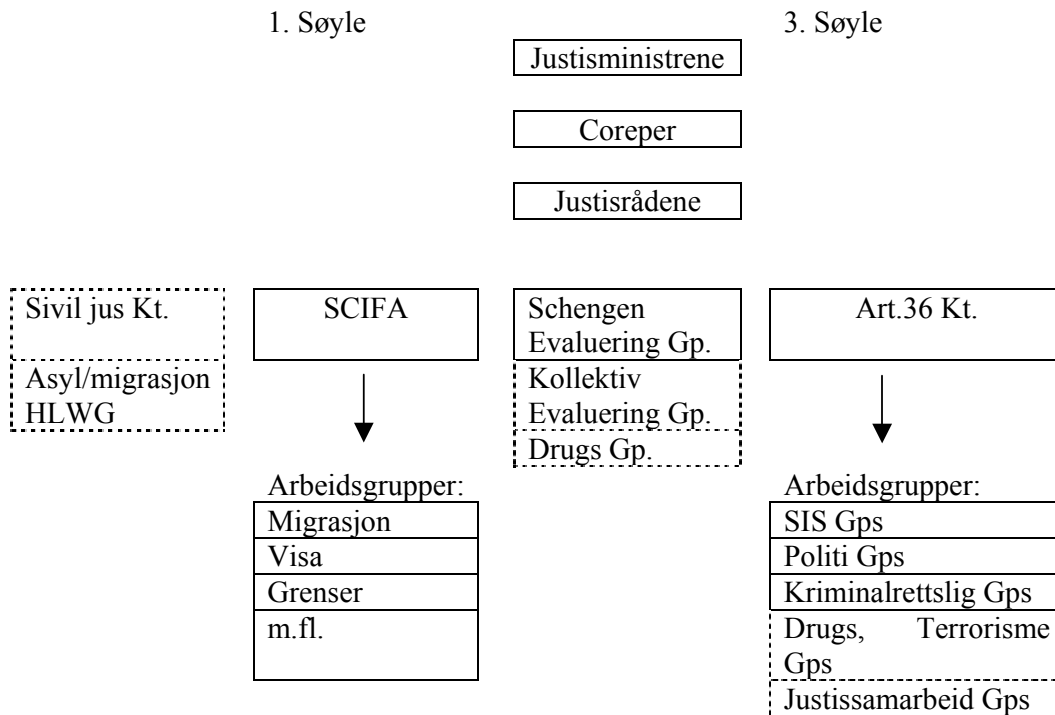 1. Søyle 3. Søyle
Justisministrene
Coreper
Justisrådene
Sivil jus Kt.
Asyl/migrasjon
HLWG
SCIFA
Schengen
Evaluering Gp.
Kollektiv
Evaluering Gp.
Drugs Gp.
Art.36 Kt.
Arbeidsgrupper:
Migrasjon
Visa
Grenser
m.fl.
Arbeidsgrupper:
SIS Gps
Politi Gps
Kriminalrettslig Gps
Drugs, Terrorisme
Gps
Justissamarbeid Gps